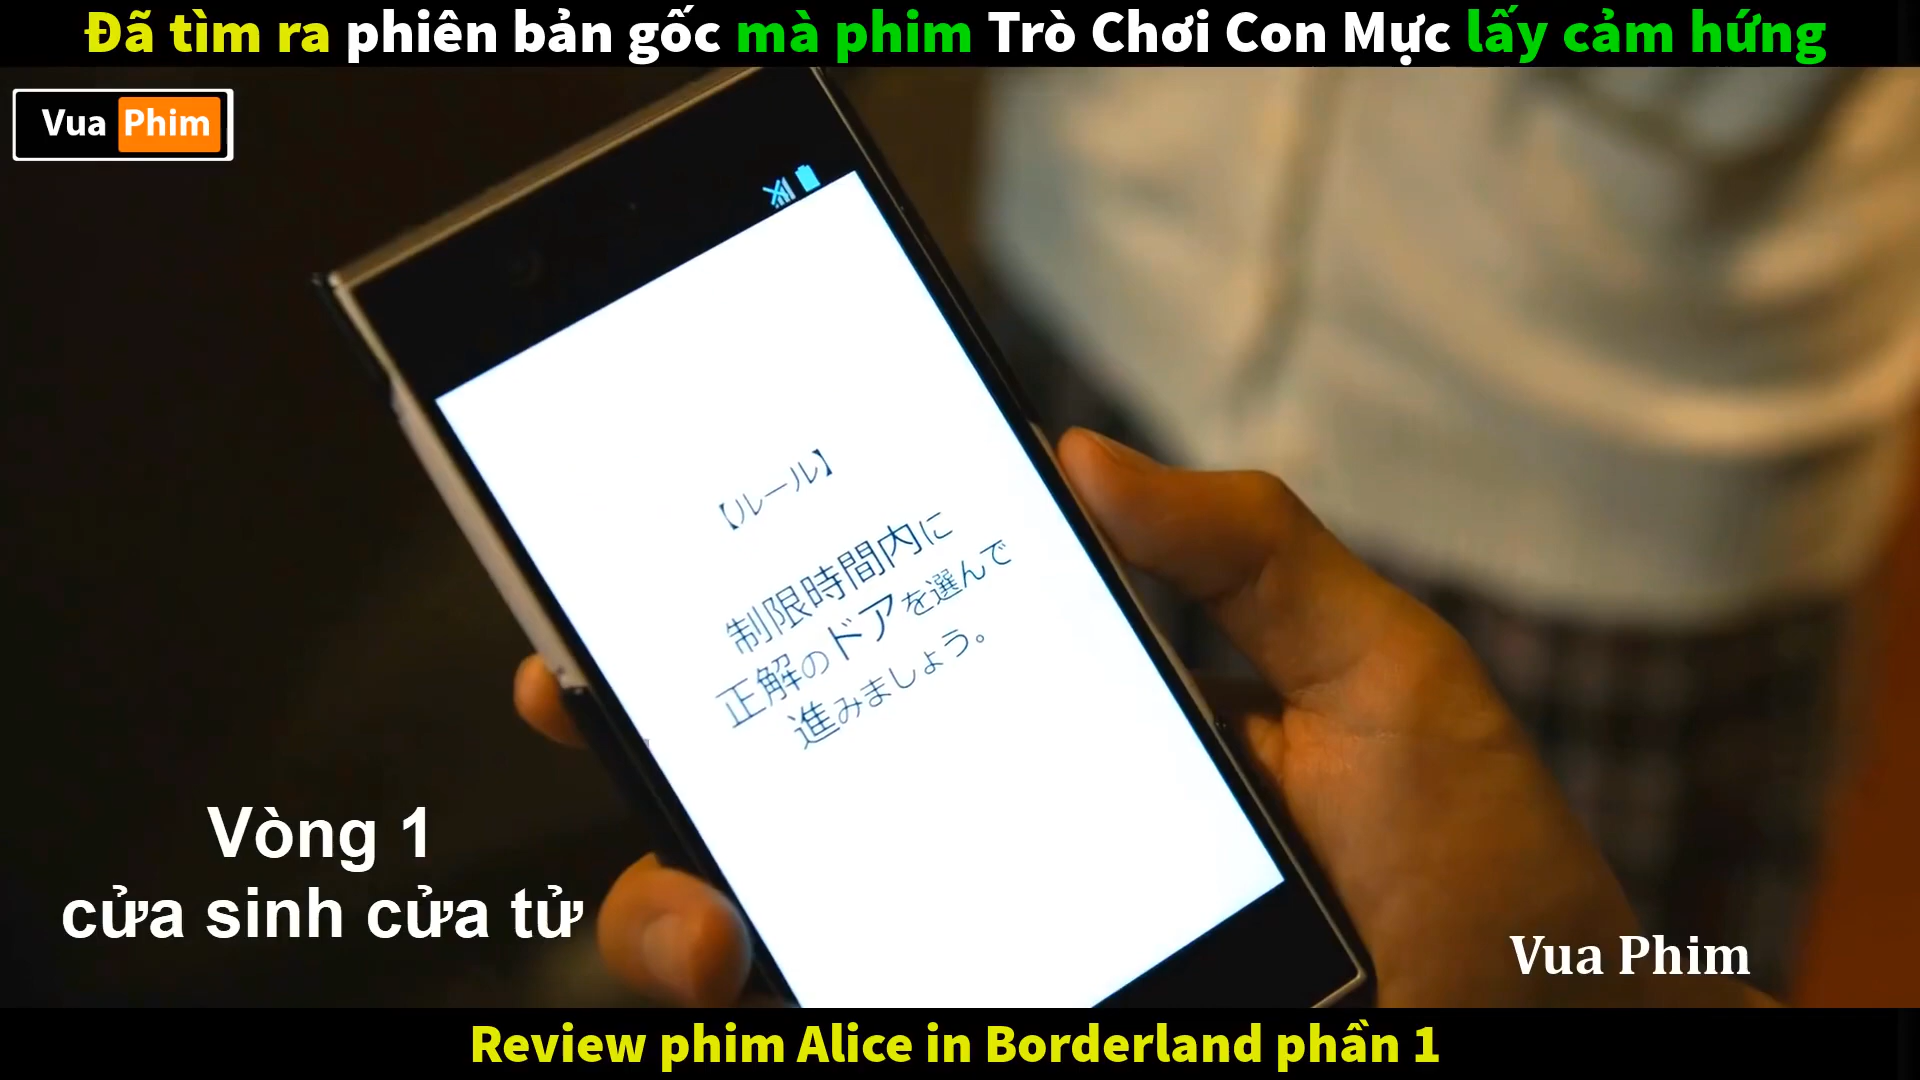 Đã tìm ra phiên bản gốc mà phim Trò Chơi Con Mực lấy cảm hứng
Vua Phim
【ルール】
制限時間内に
正解のドアを選んで
進みましょう。
Vòng 1
cửa sinh cửa tử
Vua Phim
Review phim Alice in Borderland phần 1